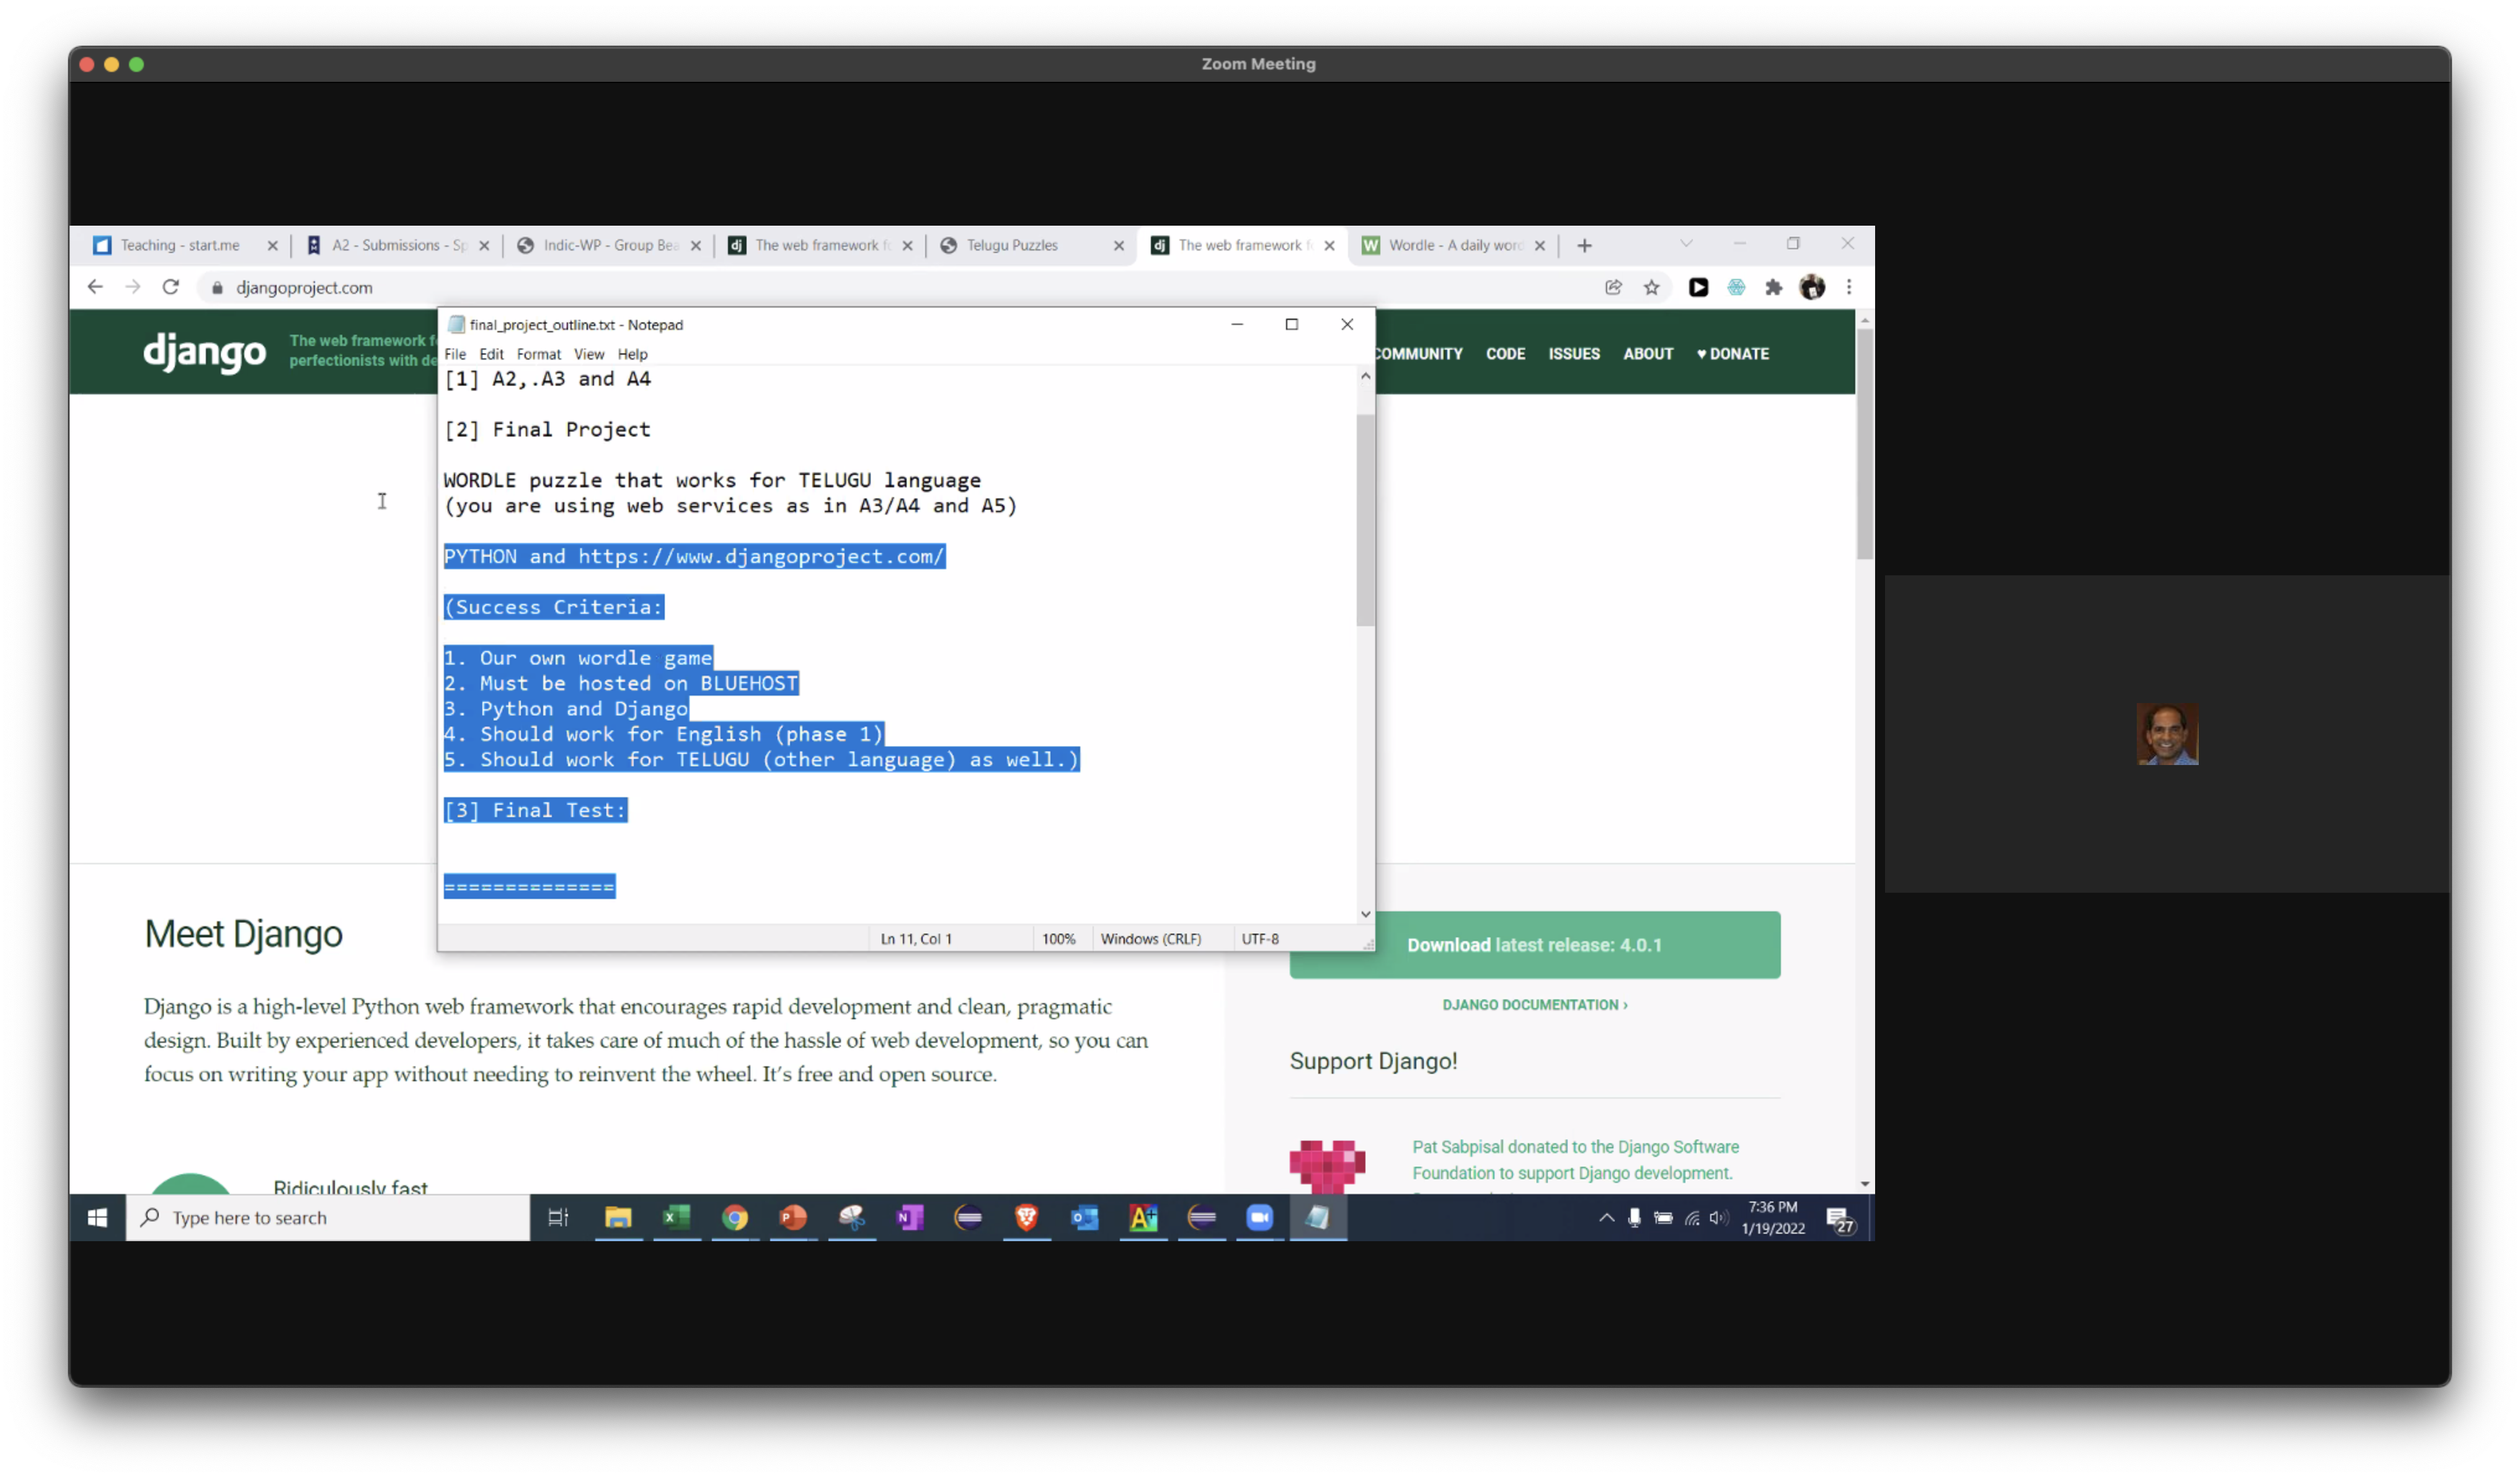 Zoom Meeting
Teaching - start.me
A2 - Submissions - Sp
Indic-WP - Group Bea
The web framework fo
Telugu Puzzles
The web framework f
Wordle - A daily word
djangoproject.com
django
The web framework f
perfectionists with de
COMMUNITY CODE ISSUES ABOUT ♥ DONATE
final_project_outline.txt - Notepad
File Edit Format View Help
[1] A2,.A3 and A4
[2] Final Project
WORDLE puzzle that works for TELUGU language
(you are using web services as in A3/A4 and A5)
PYTHON and https://www.djangoproject.com/
(Success Criteria:
1. Our own wordle game
2. Must be hosted on BLUEHOST
3. Python and Django
4. Should work for English (phase 1)
5. Should work for TELUGU (other language) as well.)
[3] Final Test:
==============
Ln 11, Col 1 100% Windows (CRLF) UTF-8
Meet Django
Django is a high-level Python web framework that encourages rapid development and clean, pragmatic
design. Built by experienced developers, it takes care of much of the hassle of web development, so you can
focus on writing your app without needing to reinvent the wheel. It’s free and open source.
Ridiculously fast
Download latest release: 4.0.1
DJANGO DOCUMENTATION ›
Support Django!
Pat Sabpisal donated to the Django Software
Foundation to support Django development.
Type here to search
7:36 PM
1/19/2022
27